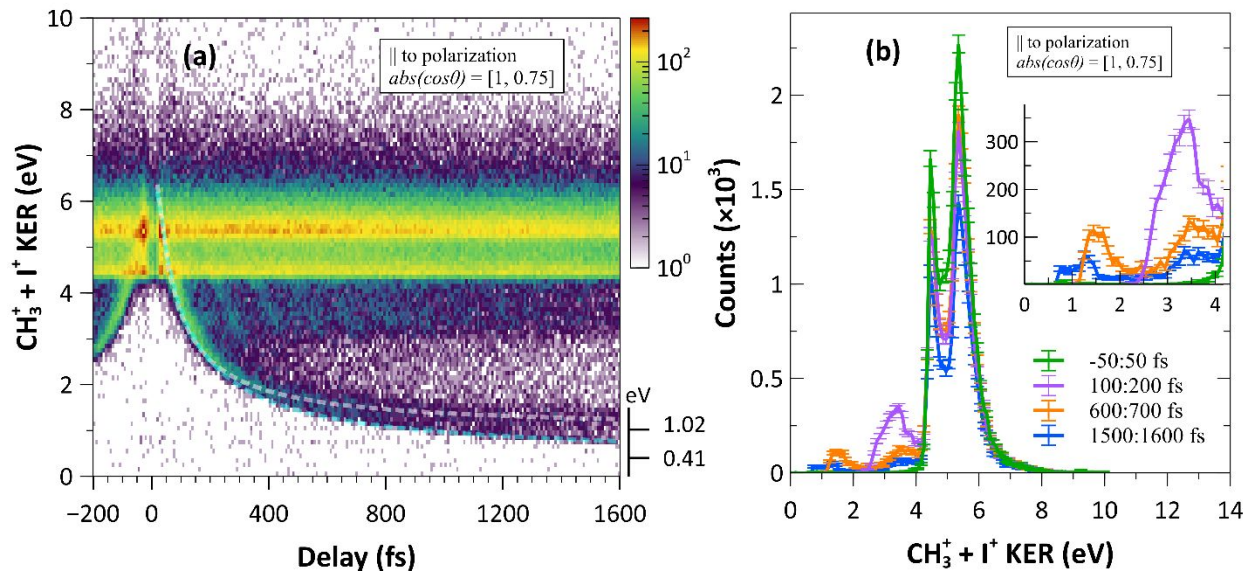 (a)
|| to polarization
abs(cosθ) = [1, 0.75]
CH₃⁺ + I⁺ KER (eV)
10
8
6
4
2
0
−200
0
400
800
1200
1600
Delay (fs)
10²
10¹
10⁰
eV
1.02
0.41
(b)
|| to polarization
abs(cosθ) = [1, 0.75]
Counts (×10³)
2.5
2
1.5
1
0.5
0
0
2
4
6
8
10
12
14
CH₃⁺ + I⁺ KER (eV)
300
200
100
0
1
2
3
4
-50:50 fs
100:200 fs
600:700 fs
1500:1600 fs